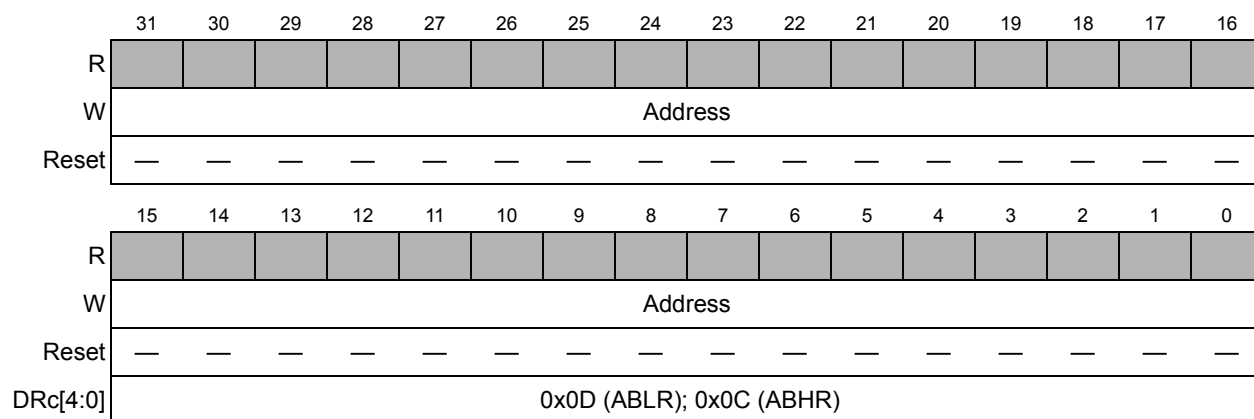 31 30 29 28 27 26 25 24 23 22 21 20 19 18 17 16
R
W Address
Reset — — — — — — — — — — — — — — — —
15 14 13 12 11 10 9 8 7 6 5 4 3 2 1 0
R
W Address
Reset — — — — — — — — — — — — — — — —
DRc[4:0] 0x0D (ABLR); 0x0C (ABHR)